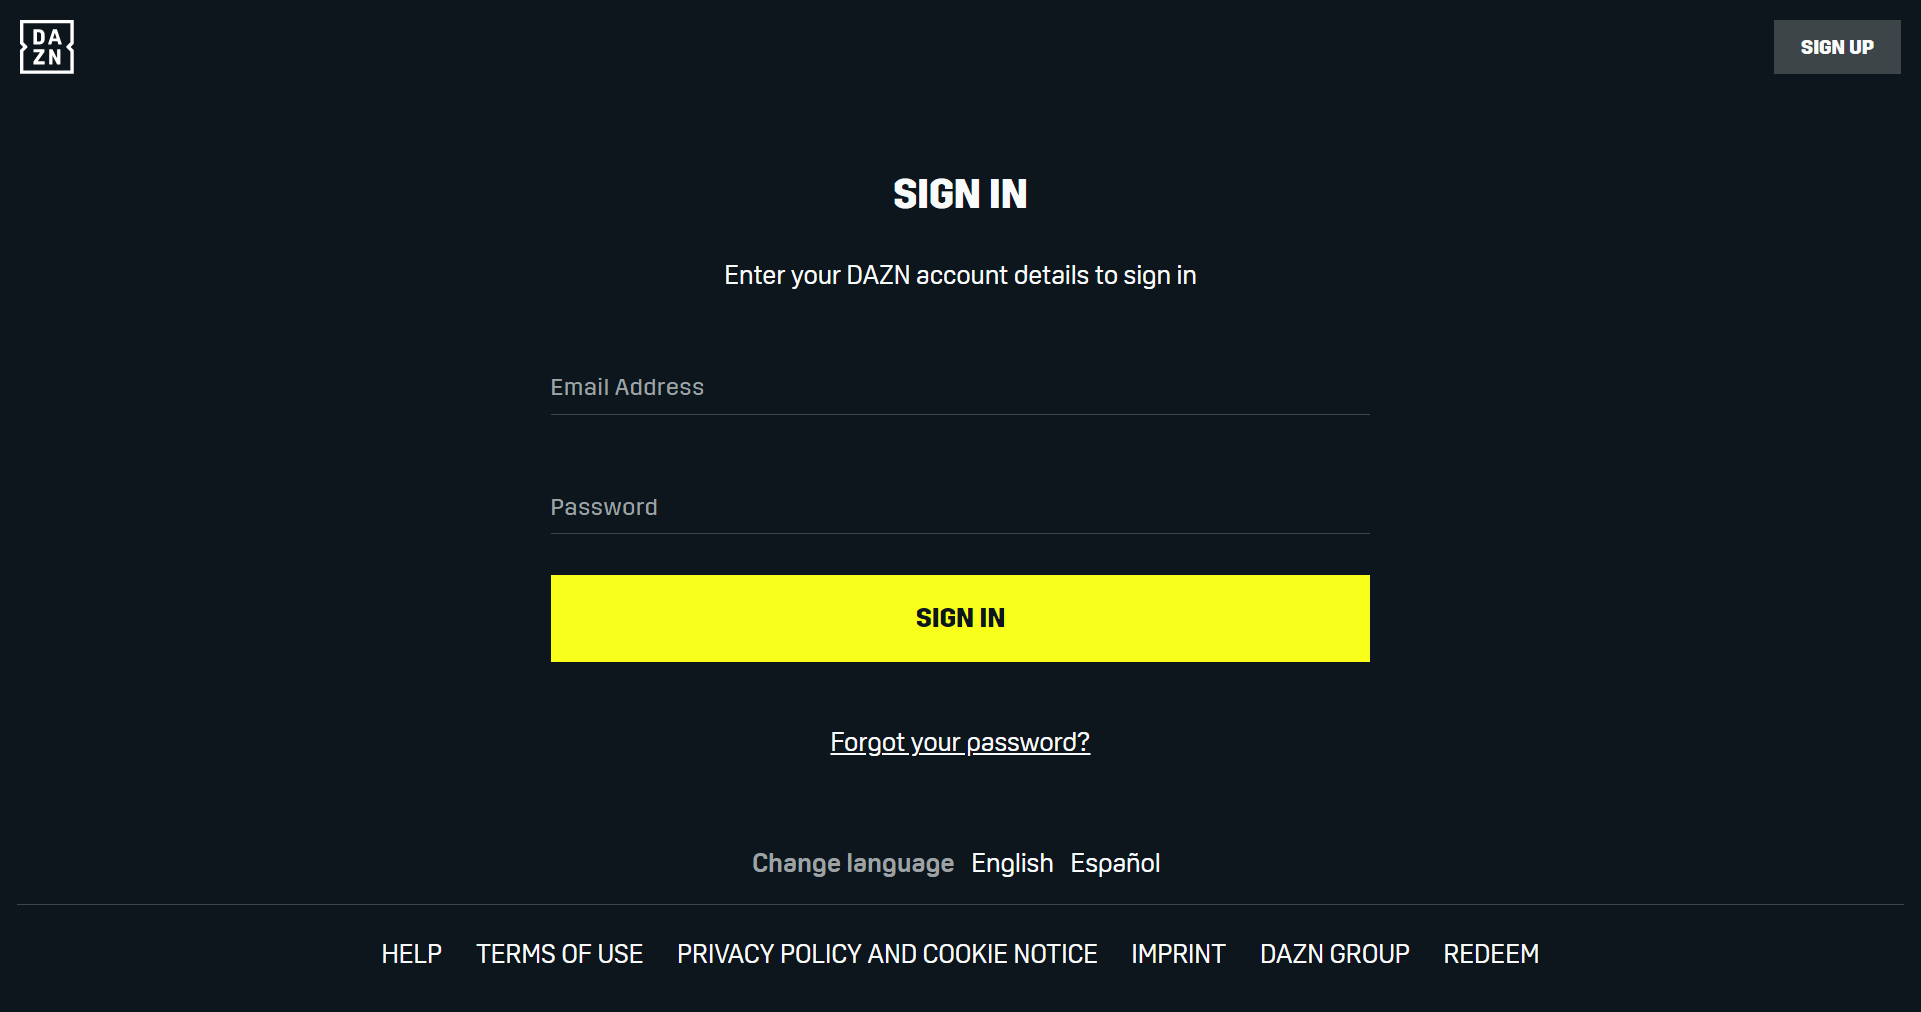 DA
ZN
SIGN UP
SIGN IN
Enter your DAZN account details to sign in
Email Address
Password
SIGN IN
Forgot your password?
Change language English Español
HELP TERMS OF USE PRIVACY POLICY AND COOKIE NOTICE IMPRINT DAZN GROUP REDEEM